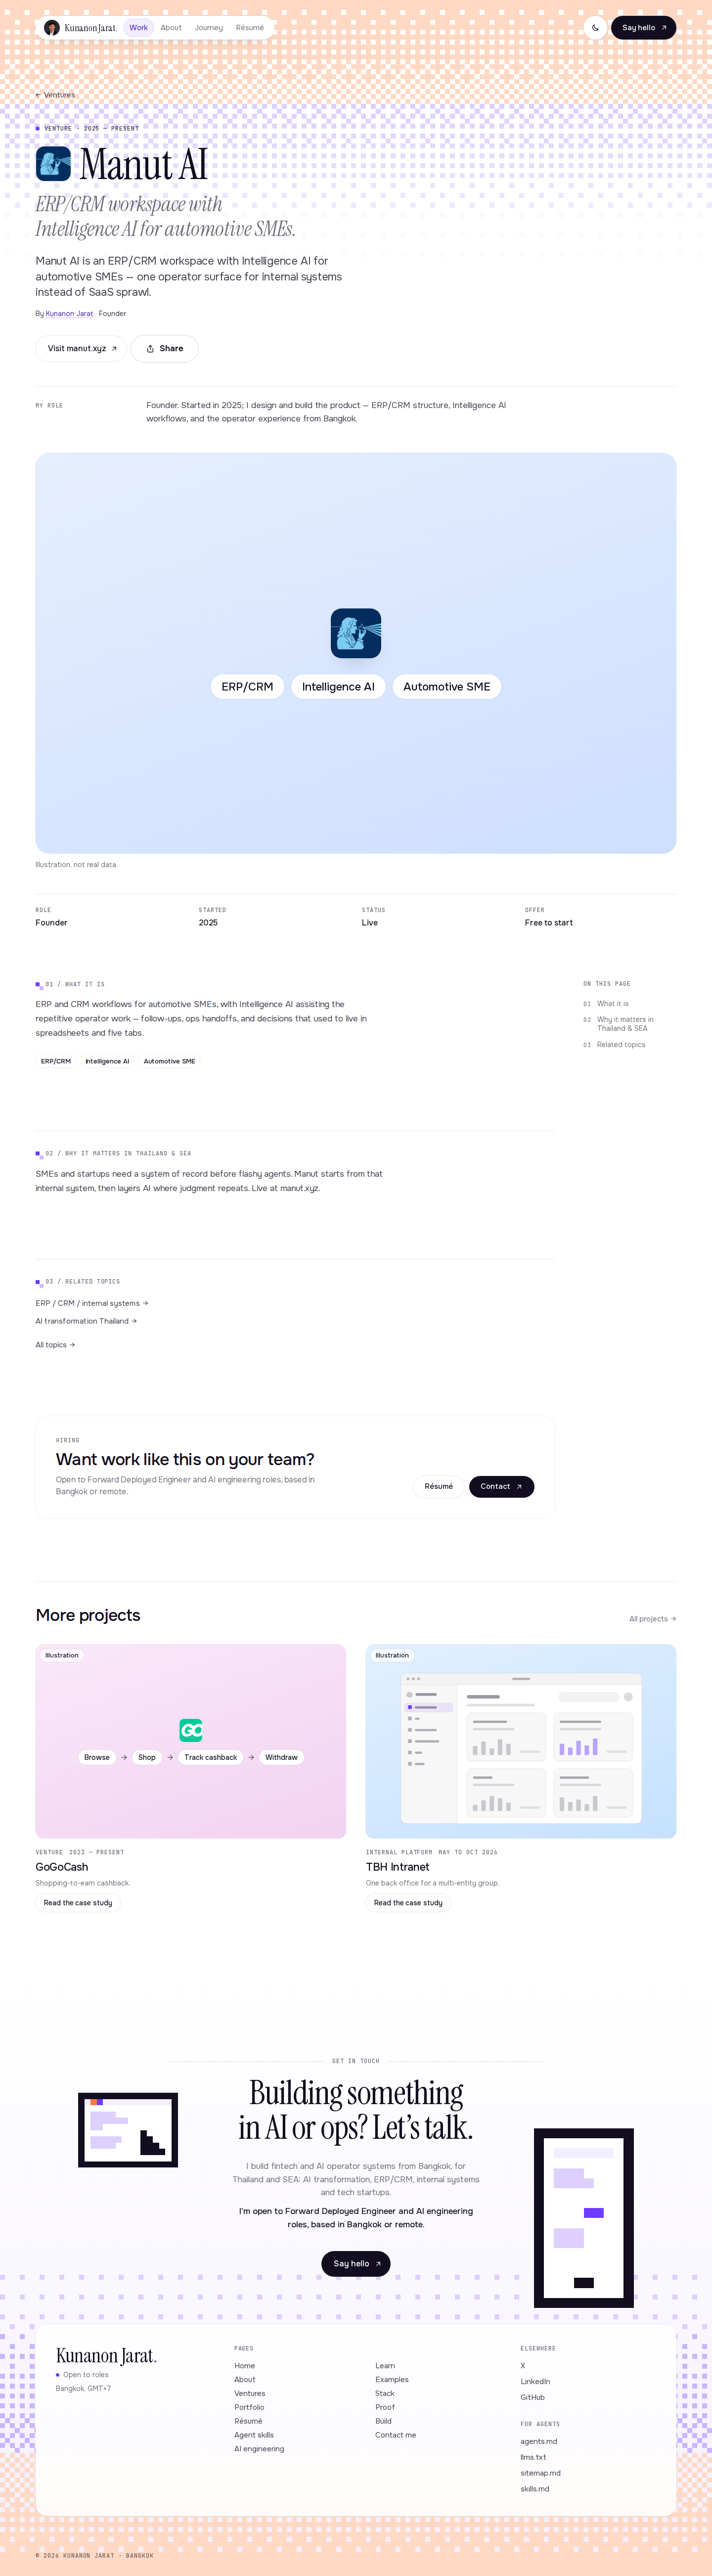 Kunanon Jarat.
Work
About
Journey
Résumé
Say hello ↗
← Ventures
VENTURE · 2025 — PRESENT
Manut AI
ERP/CRM workspace with
Intelligence AI for automotive SMEs.
Manut AI is an ERP/CRM workspace with Intelligence AI for
automotive SMEs — one operator surface for internal systems
instead of SaaS sprawl.
By Kunanon Jarat · Founder
Visit manut.xyz ↗
Share
MY ROLE
Founder. Started in 2025; I design and build the product — ERP/CRM structure, Intelligence AI
workflows, and the operator experience from Bangkok.
ERP/CRM
Intelligence AI
Automotive SME
Illustration, not real data.
ROLE
Founder
STARTED
2025
STATUS
Live
OFFER
Free to start
01 / WHAT IT IS
ERP and CRM workflows for automotive SMEs, with Intelligence AI assisting the
repetitive operator work — follow-ups, ops handoffs, and decisions that used to live in
spreadsheets and five tabs.
ERP/CRM
Intelligence AI
Automotive SME
ON THIS PAGE
01 What it is
02 Why it matters in
Thailand & SEA
03 Related topics
02 / WHY IT MATTERS IN THAILAND & SEA
SMEs and startups need a system of record before flashy agents. Manut starts from that
internal system, then layers AI where judgment repeats. Live at manut.xyz.
03 / RELATED TOPICS
ERP / CRM / internal systems →
AI transformation Thailand →
All topics →
HIRING
Want work like this on your team?
Open to Forward Deployed Engineer and AI engineering roles, based in
Bangkok or remote.
Résumé
Contact ↗
More projects
All projects →
Illustration
Browse → Shop → Track cashback → Withdraw
GO
VENTURE 2023 — PRESENT
GoGoCash
Shopping-to-earn cashback.
Read the case study
Illustration
INTERNAL PLATFORM MAY TO OCT 2026
TBH Intranet
One back office for a multi-entity group.
Read the case study
GET IN TOUCH
Building something
in AI or ops? Let's talk.
I build fintech and AI operator systems from Bangkok, for
Thailand and SEA: AI transformation, ERP/CRM, internal systems
and tech startups.
I'm open to Forward Deployed Engineer and AI engineering
roles, based in Bangkok or remote.
Say hello ↗
Kunanon Jarat.
Open to roles
Bangkok, GMT+7
PAGES
Home
About
Ventures
Portfolio
Résumé
Agent skills
AI engineering
Learn
Examples
Stack
Proof
Build
Contact me
ELSEWHERE
X
LinkedIn
GitHub
FOR AGENTS
agents.md
llms.txt
sitemap.md
skills.md
© 2026 KUNANON JARAT · BANGKOK